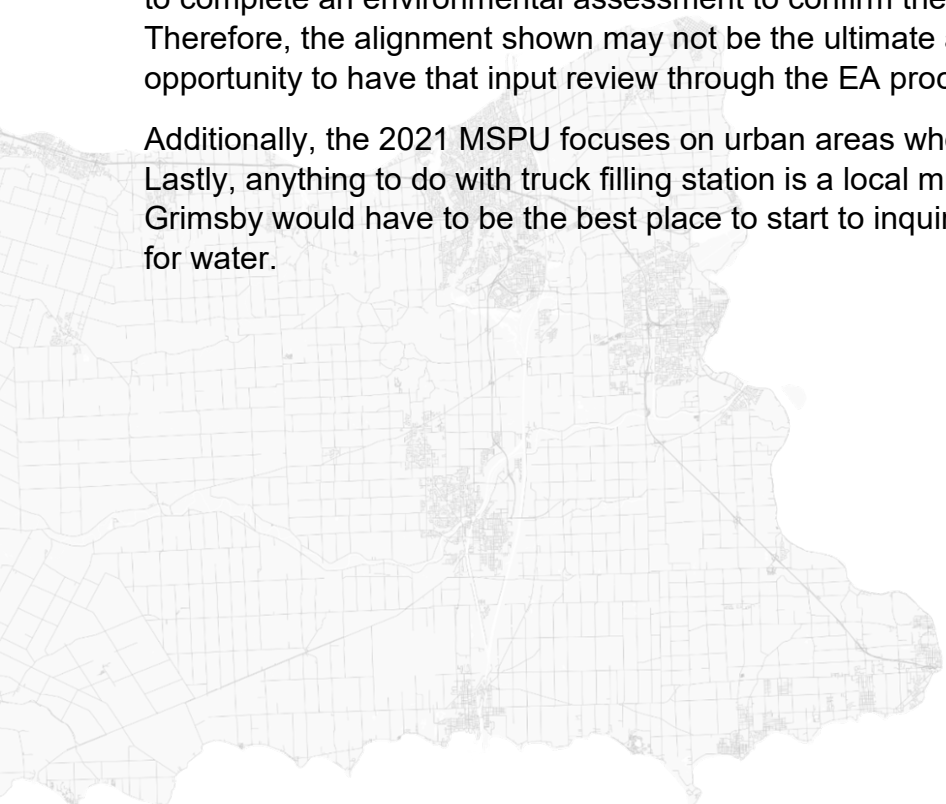 to complete an environmental assessment to confirm the
Therefore, the alignment shown may not be the ultimate
opportunity to have that input review through the EA
Additionally, the 2021 MSPU focuses on urban areas
Lastly, anything to do with truck filling station is a local
Grimsby would have to be the best place to start to
for water.